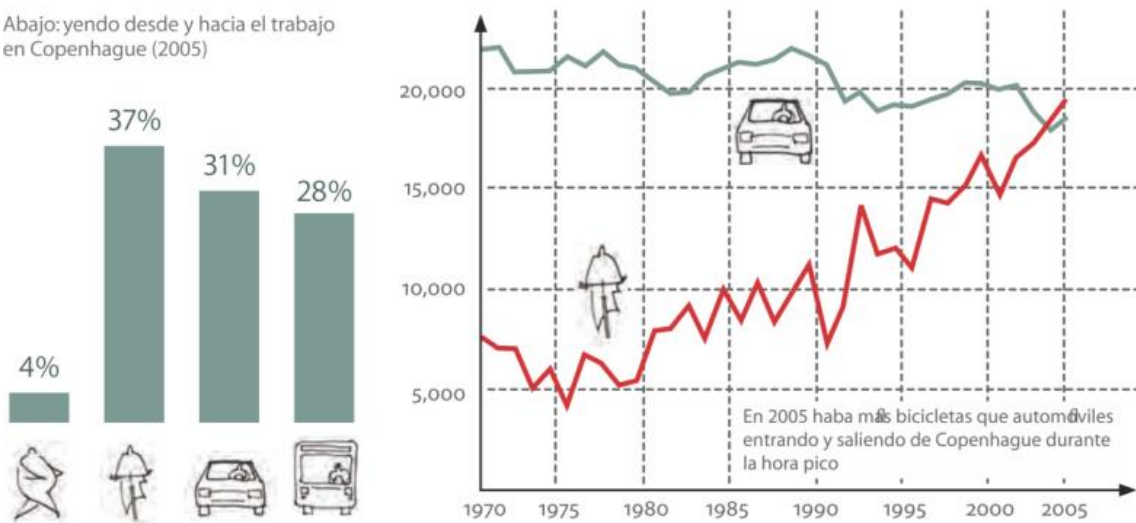 Abajo: yendo desde y hacia el trabajo
en Copenhague (2005)
37%
31%
28%
4%
20,000
15,000
10,000
5,000
En 2005 haba más bicicletas que automóviles
entrando y saliendo de Copenhague durante
la hora pico
1970 1975 1980 1985 1990 1995 2000 2005